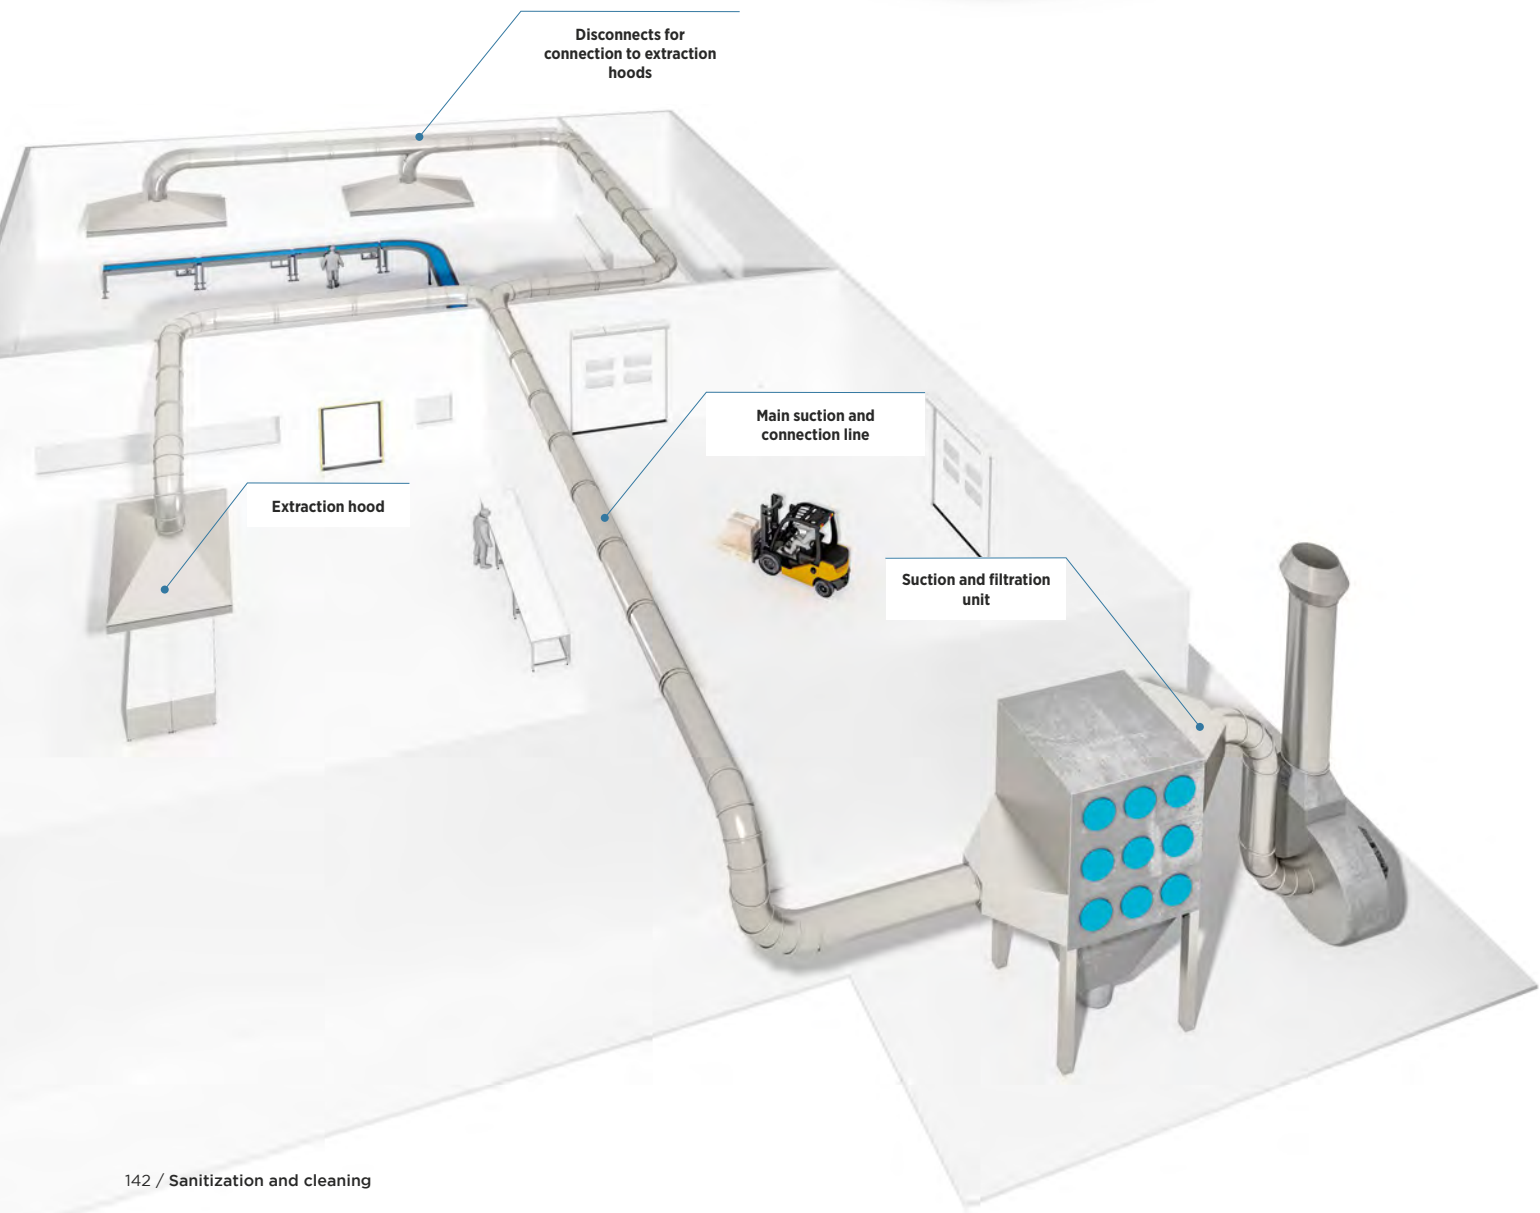 Disconnects for
connection to extraction
hoods
Main suction and
connection line
Extraction hood
Suction and filtration
unit
142 / Sanitization and cleaning